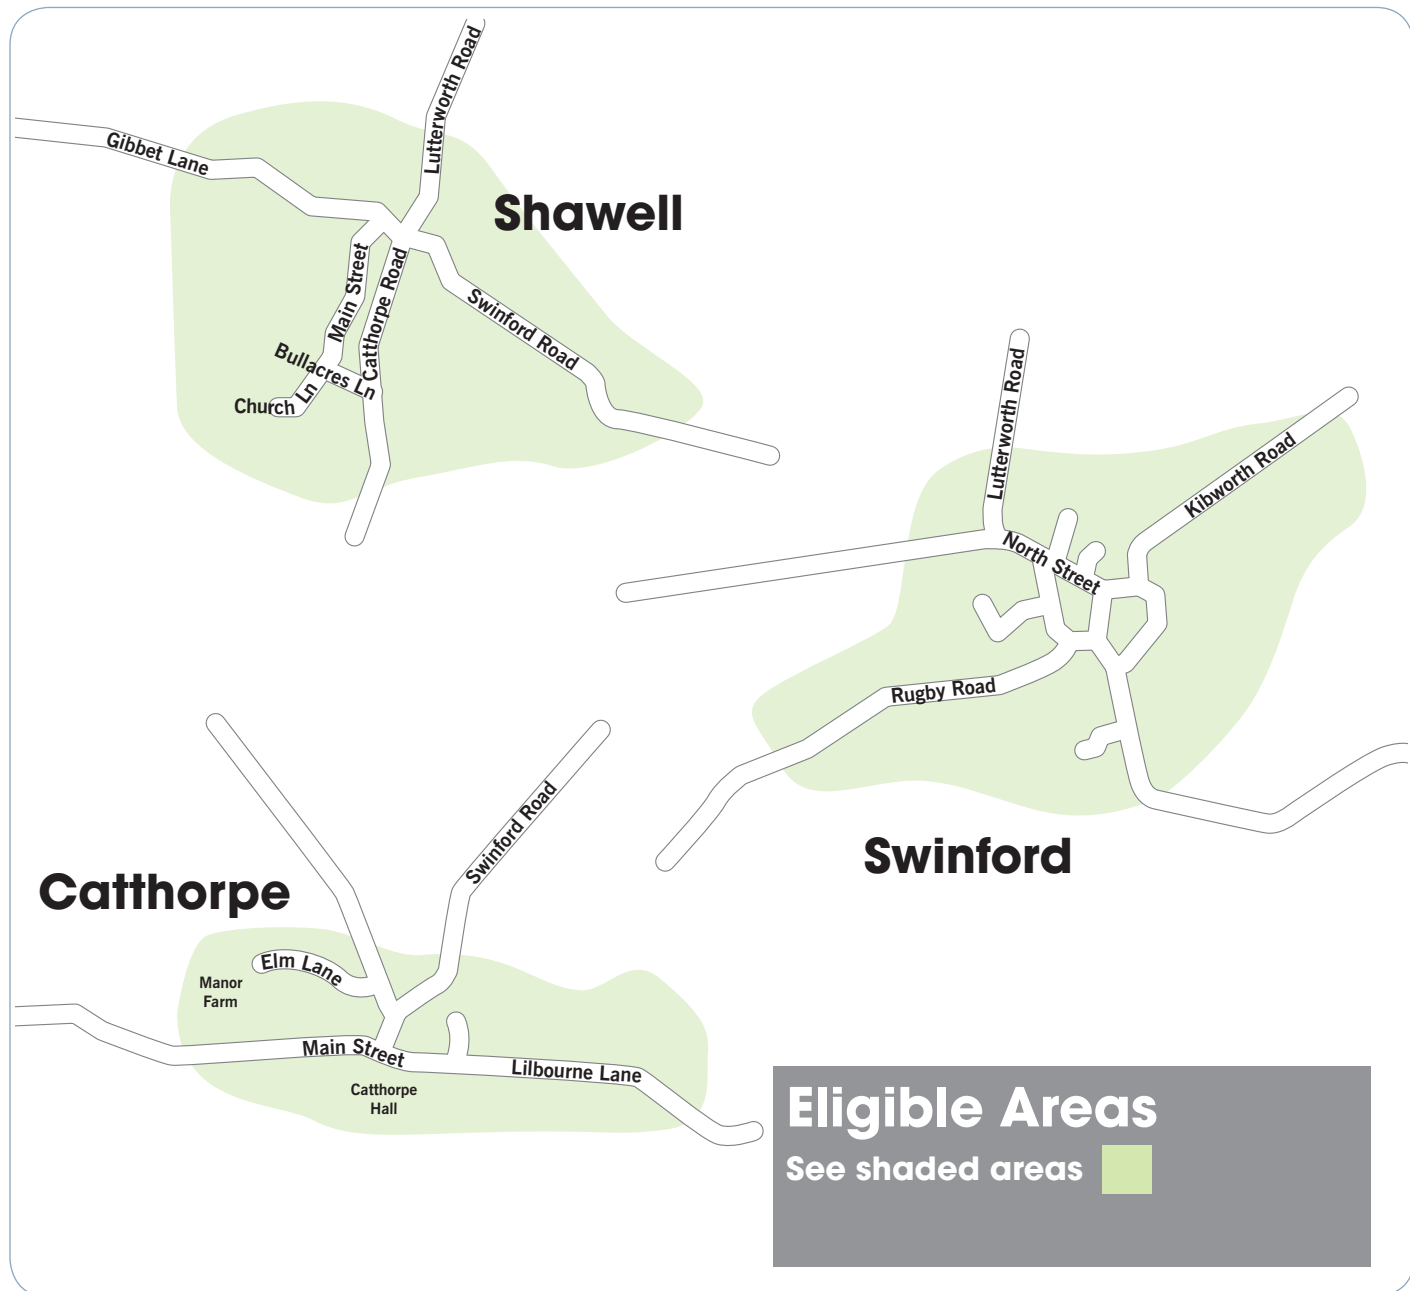 Lutterworth Road
Gibbet Lane
Shawell
Main Street
Catthorpe Road
Swinford Road
Bullacres Ln
Church Ln
Lutterworth Road
Kibworth Road
North Street
Rugby Road
Swinford
Swinford Road
Catthorpe
Elm Lane
Manor
Farm
Main Street
Lilbourne Lane
Catthorpe
Hall
Eligible Areas
See shaded areas